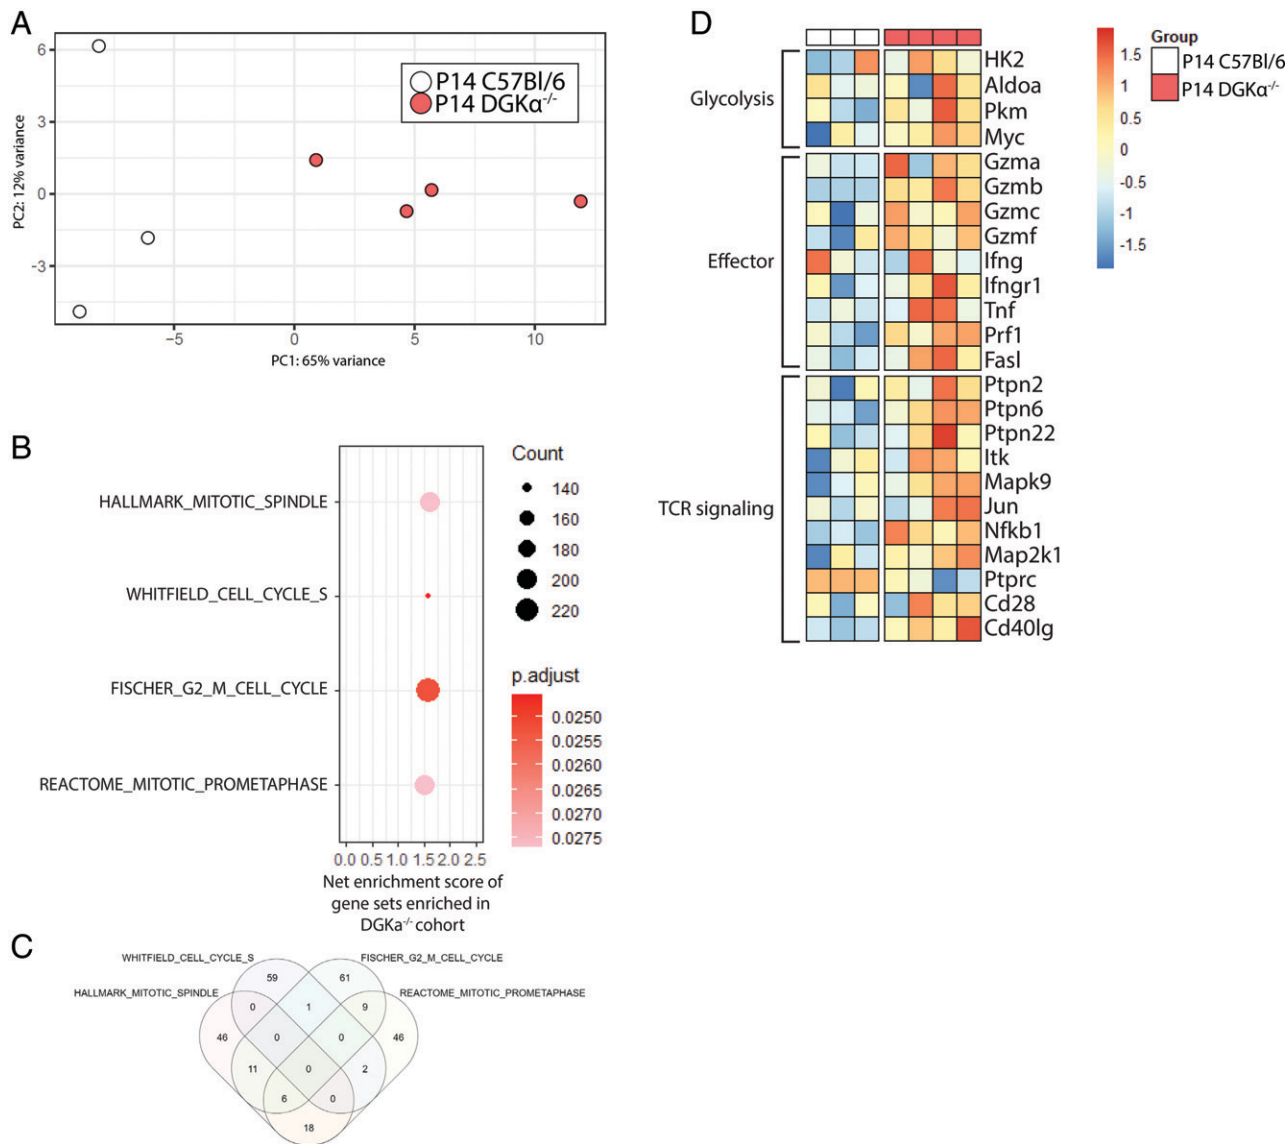 A
6
3
0
−3
PC2: 12% variance
P14 C57Bl/6
P14 DGKα-/-
−5
0
5
10
PC1: 65% variance
B
HALLMARK_MITOTIC_SPINDLE
WHITFIELD_CELL_CYCLE_S
FISCHER_G2_M_CELL_CYCLE
REACTOME_MITOTIC_PROMETAPHASE
0.0 0.5 1.0 1.5 2.0 2.5
Net enrichment score of
gene sets enriched in
DGKa-/- cohort
Count
140
160
180
200
220
p.adjust
0.0250
0.0255
0.0260
0.0265
0.0270
0.0275
C
WHITFIELD_CELL_CYCLE_S
FISCHER_G2_M_CELL_CYCLE
HALLMARK_MITOTIC_SPINDLE
REACTOME_MITOTIC_PROMETAPHASE
59
61
0
1
9
46
0
0
46
11
0
2
6
0
18
D
Glycolysis
Effector
TCR signaling
HK2
Aldoa
Pkm
Myc
Gzma
Gzmb
Gzmc
Gzmf
Ifng
Ifngr1
Tnf
Prf1
Fasl
Ptpn2
Ptpn6
Ptpn22
Itk
Mapk9
Jun
Nfkb1
Map2k1
Ptprc
Cd28
Cd40lg
1.5
1
0.5
0
-0.5
-1
-1.5
Group
P14 C57Bl/6
P14 DGKα-/-